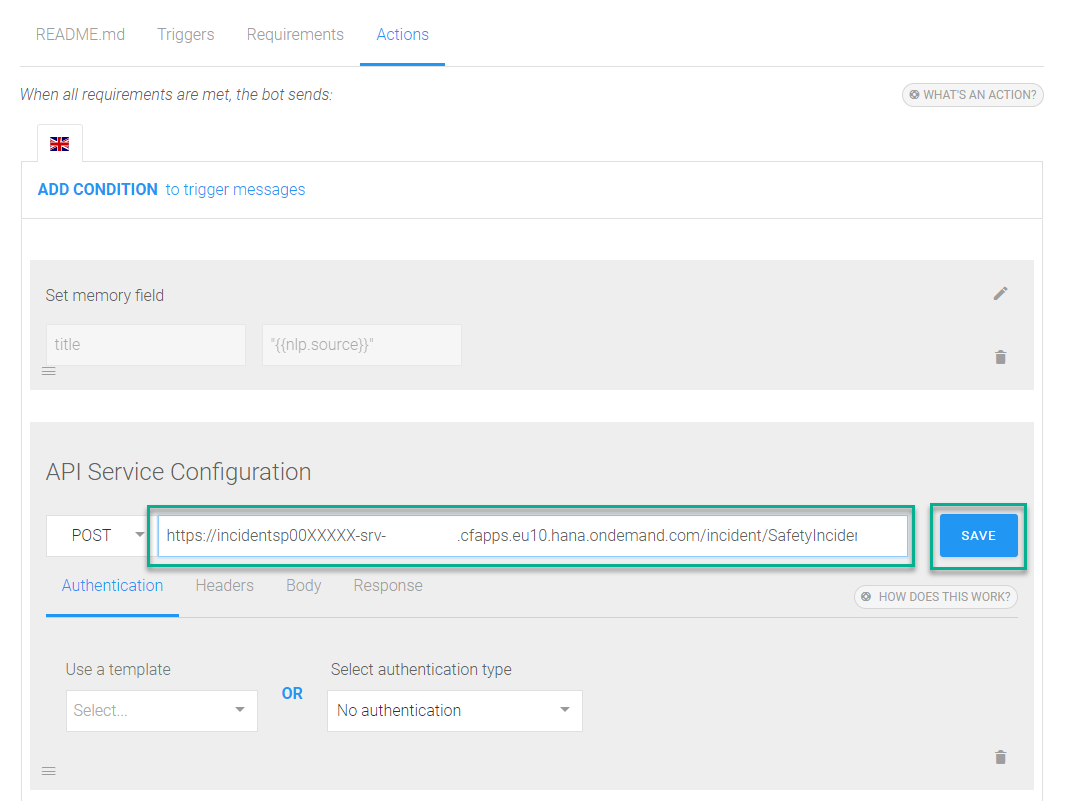 README.md Triggers Requirements Actions
When all requirements are met, the bot sends:
WHAT'S AN ACTION?
ADD CONDITION to trigger messages
Set memory field
title "{{nlp.source}}"
API Service Configuration
POST https://incidentsp00XXXXX-srv- .cfapps.eu10.hana.ondemand.com/incident/SafetyInciden SAVE
Authentication Headers Body Response
HOW DOES THIS WORK?
Use a template Select authentication type
Select... OR No authentication